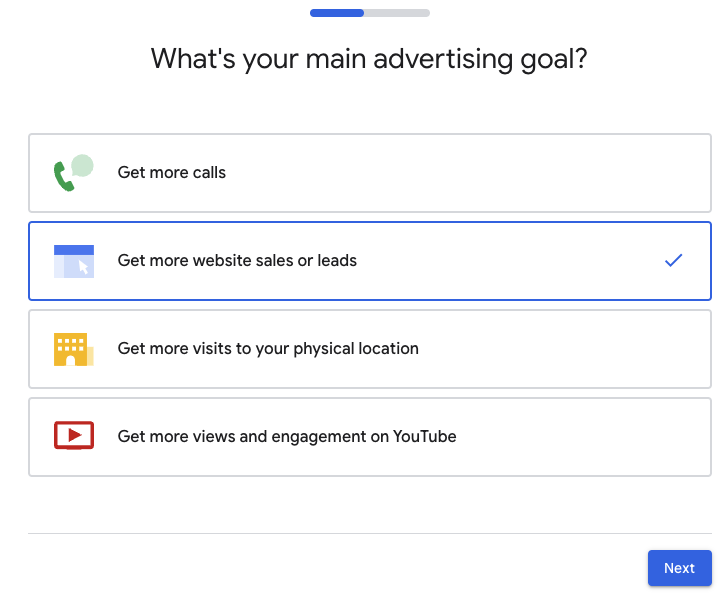 What's your main advertising goal?
Get more calls
Get more website sales or leads
Get more visits to your physical location
Get more views and engagement on YouTube
Next